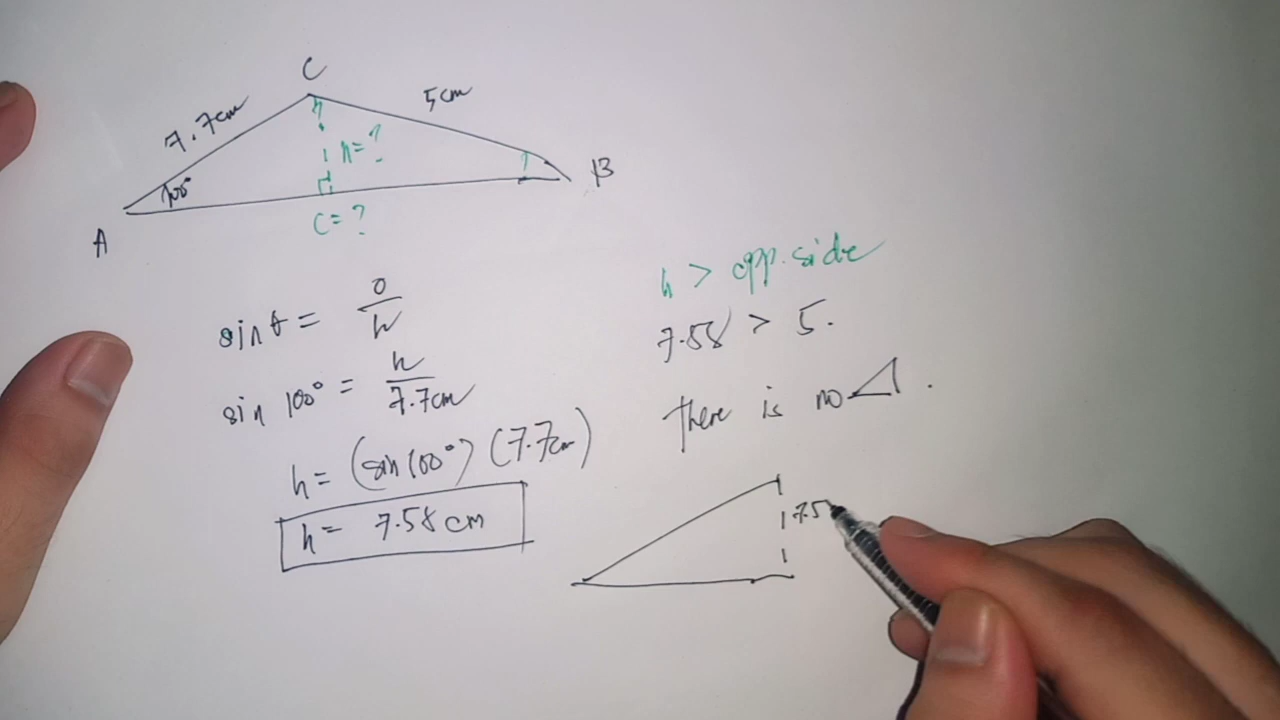 C
7.7cm
5cm
h=?
100°
B
A
C=?
sin θ = o/h
sin 100° = h/7.7cm
h= (sin 100°) (7.7cm)
h= 7.58 cm
h > opp. side
7.58 > 5.
There is no .
7.5